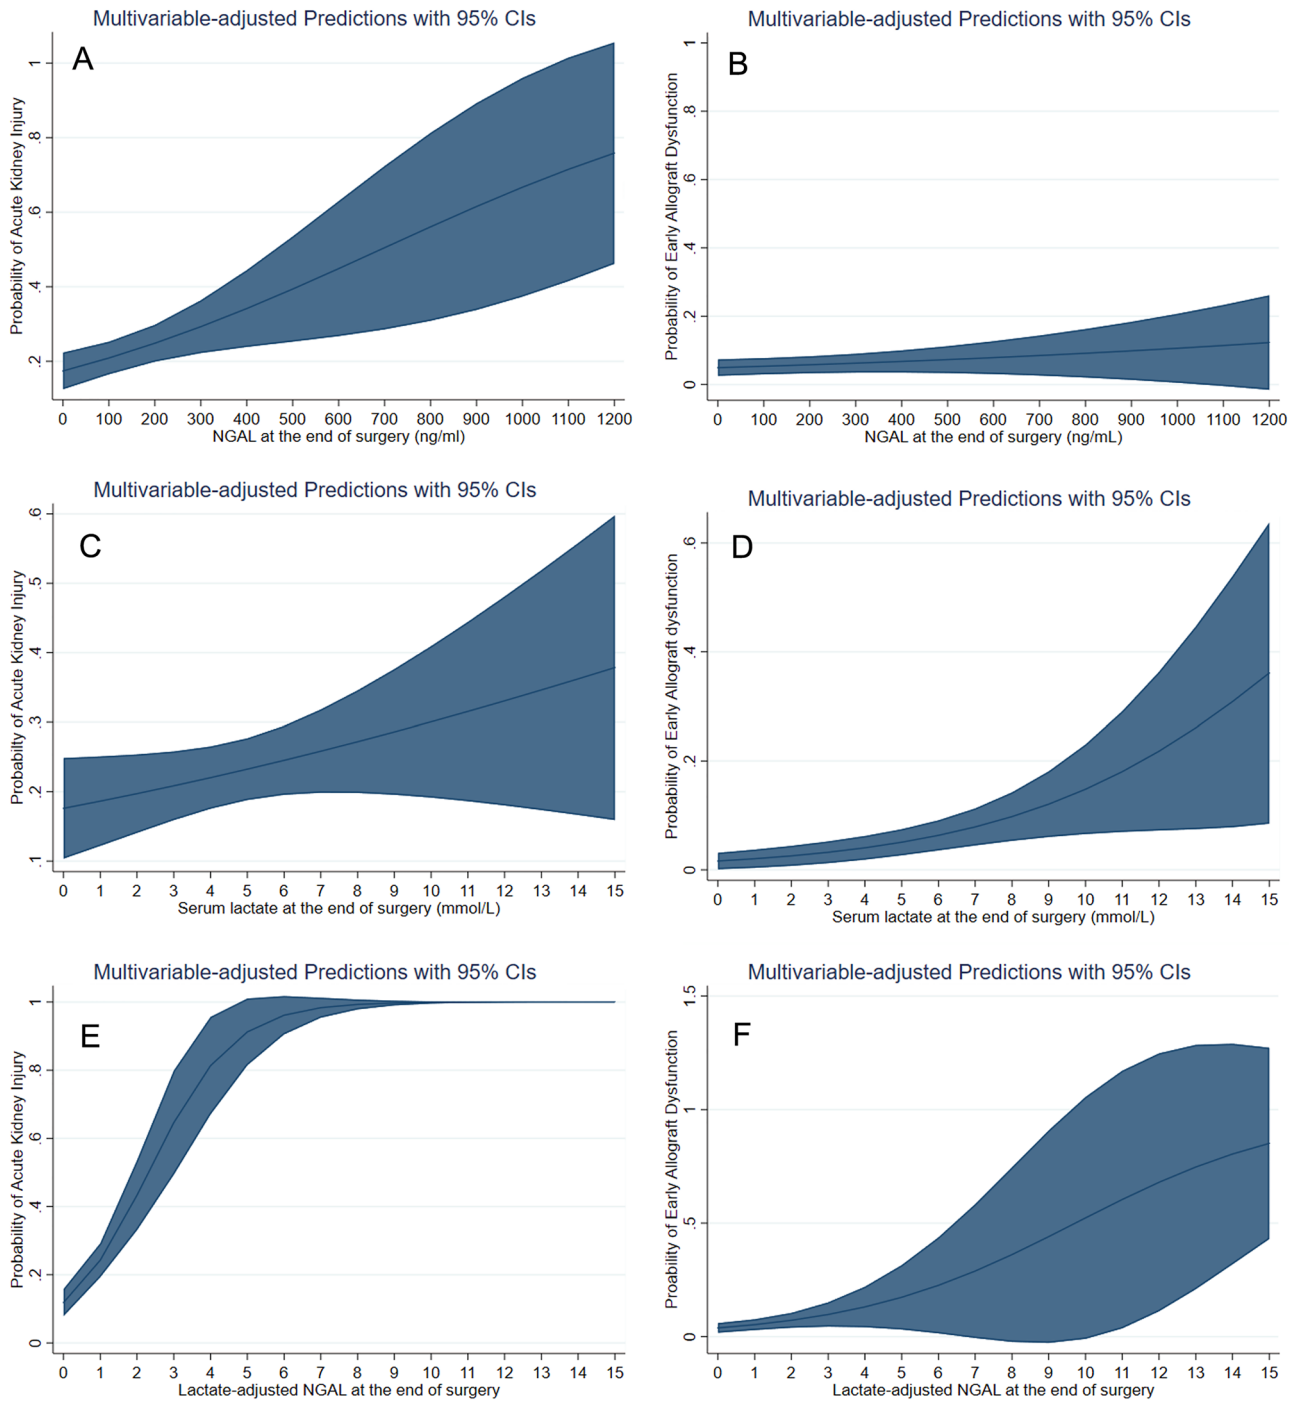 Multivariable-adjusted Predictions with 95% CIs
A
Probability of Acute Kidney Injury
1
.8
.6
.4
.2
0 100 200 300 400 500 600 700 800 900 1000 1100 1200
NGAL at the end of surgery (ng/ml)
Multivariable-adjusted Predictions with 95% CIs
B
Probability of Early Allograft Dysfunction
1
.8
.6
.4
.2
0
0 100 200 300 400 500 600 700 800 900 1000 1100 1200
NGAL at the end of surgery (ng/mL)
Multivariable-adjusted Predictions with 95% CIs
C
Probabilty of Acute Kidney Injury
.6
.5
.4
.3
.2
.1
0 1 2 3 4 5 6 7 8 9 10 11 12 13 14 15
Serum lactate at the end of surgery (mmol/L)
Multivariable-adjusted Predictions with 95% CIs
D
Probability of Early Allograft dysfunction
.6
.4
.2
0
0 1 2 3 4 5 6 7 8 9 10 11 12 13 14 15
Serum lactate at the end of surgery (mmol/L)
Multivariable-adjusted Predictions with 95% CIs
E
Probability of Acute Kidney Injury
1
.8
.6
.4
.2
0
0 1 2 3 4 5 6 7 8 9 10 11 12 13 14 15
Lactate-adjusted NGAL at the end of surgery
Multivariable-adjusted Predictions with 95% CIs
F
Proability of Early Allograft Dysfunction
1.5
1
.5
0
0 1 2 3 4 5 6 7 8 9 10 11 12 13 14 15
Lactate-adjusted NGAL at the end of surgery